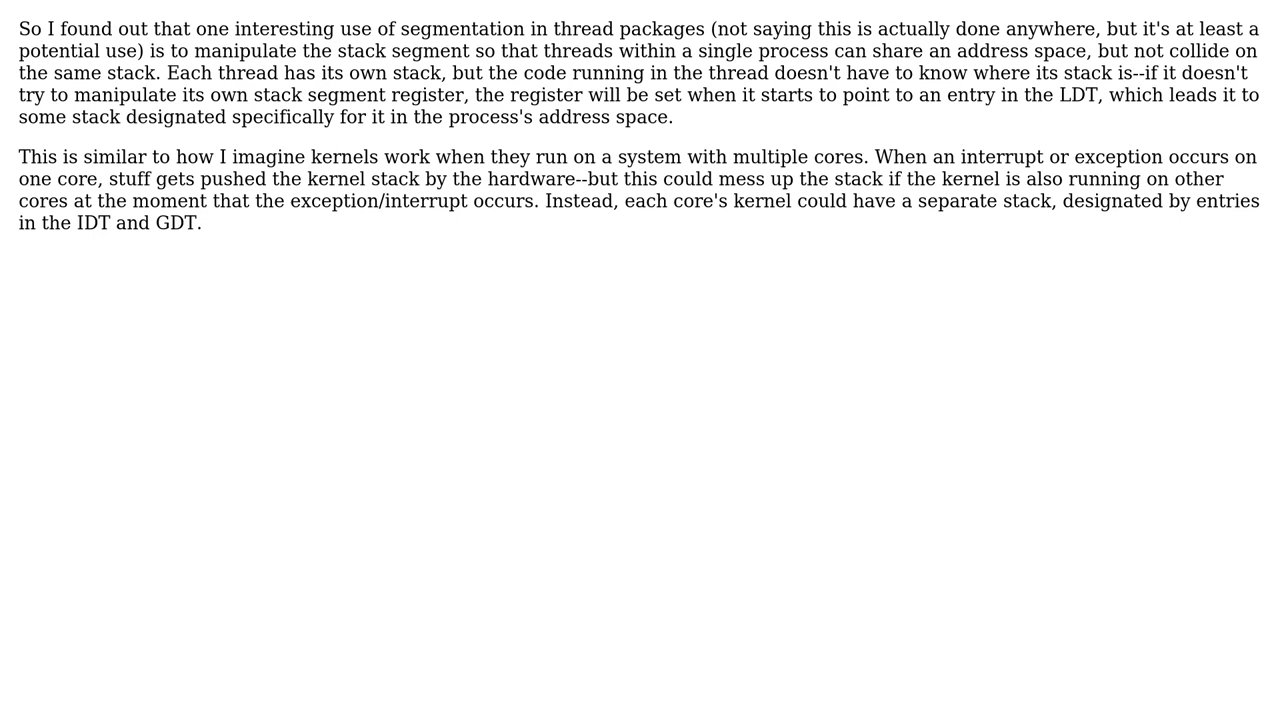 So I found out that one interesting use of segmentation in thread packages (not saying this is actually done anywhere, but it's at least a
potential use) is to manipulate the stack segment so that threads within a single process can share an address space, but not collide on
the same stack. Each thread has its own stack, but the code running in the thread doesn't have to know where its stack is--if it doesn't
try to manipulate its own stack segment register, the register will be set when it starts to point to an entry in the LDT, which leads it to
some stack designated specifically for it in the process's address space.
This is similar to how I imagine kernels work when they run on a system with multiple cores. When an interrupt or exception occurs on
one core, stuff gets pushed the kernel stack by the hardware--but this could mess up the stack if the kernel is also running on other
cores at the moment that the exception/interrupt occurs. Instead, each core's kernel could have a separate stack, designated by entries
in the IDT and GDT.